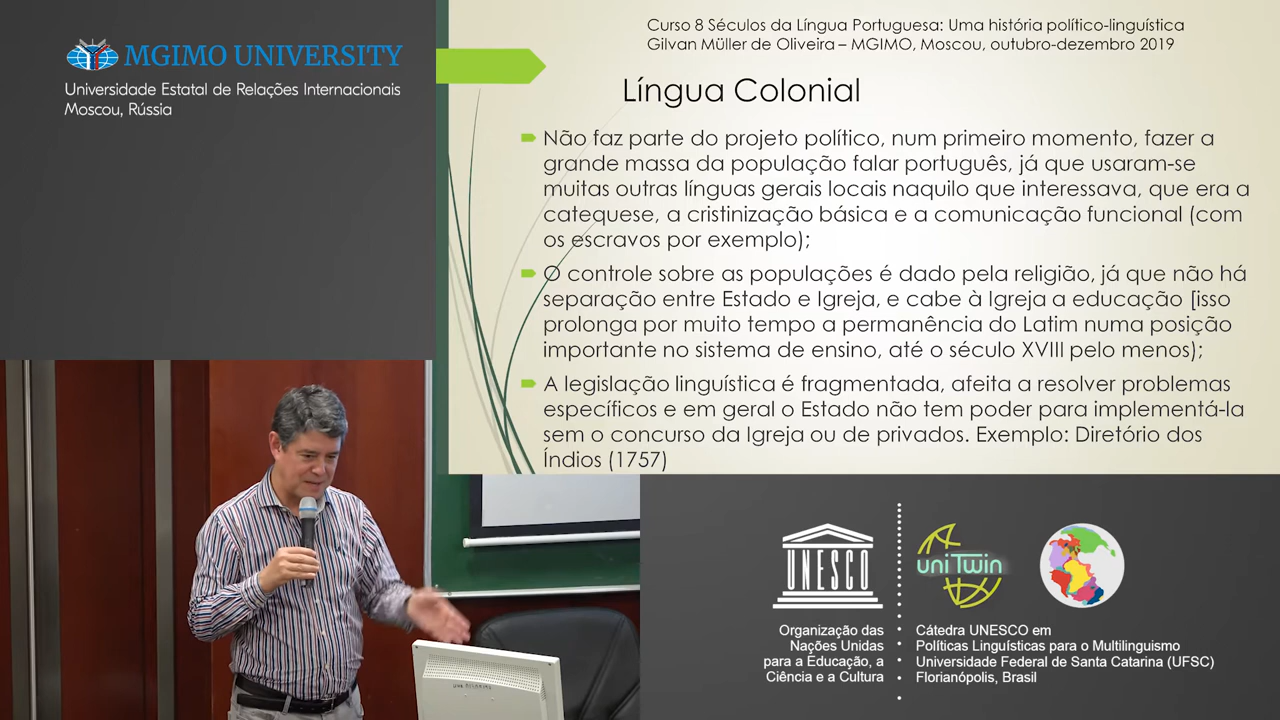 MGIMO UNIVERSITY
Universidade Estatal de Relações Internacionais
Moscou, Rússia
Curso 8 Séculos da Língua Portuguesa: Uma história político-linguística
Gilvan Müller de Oliveira – MGIMO, Moscou, outubro-dezembro 2019
Língua Colonial
Não faz parte do projeto político, num primeiro momento, fazer a
grande massa da população falar português, já que usaram-se
muitas outras línguas gerais locais naquilo que interessava, que era a
catequese, a cristinização básica e a comunicação funcional (com
os escravos por exemplo);
O controle sobre as populações é dado pela religião, já que não há
separação entre Estado e Igreja, e cabe à Igreja a educação [isso
prolonga por muito tempo a permanência do Latim numa posição
importante no sistema de ensino, até o século XVIII pelo menos);
A legislação linguística é fragmentada, afeita a resolver problemas
específicos e em geral o Estado não tem poder para implementá-la
sem o concurso da Igreja ou de privados. Exemplo: Diretório dos
Índios (1757)
UNESCO
uniTwin
Organização das
Nações Unidas
para a Educação, a
Ciência e a Cultura
Cátedra UNESCO em
Políticas Linguísticas para o Multilinguismo
Universidade Federal de Santa Catarina (UFSC)
Florianópolis, Brasil